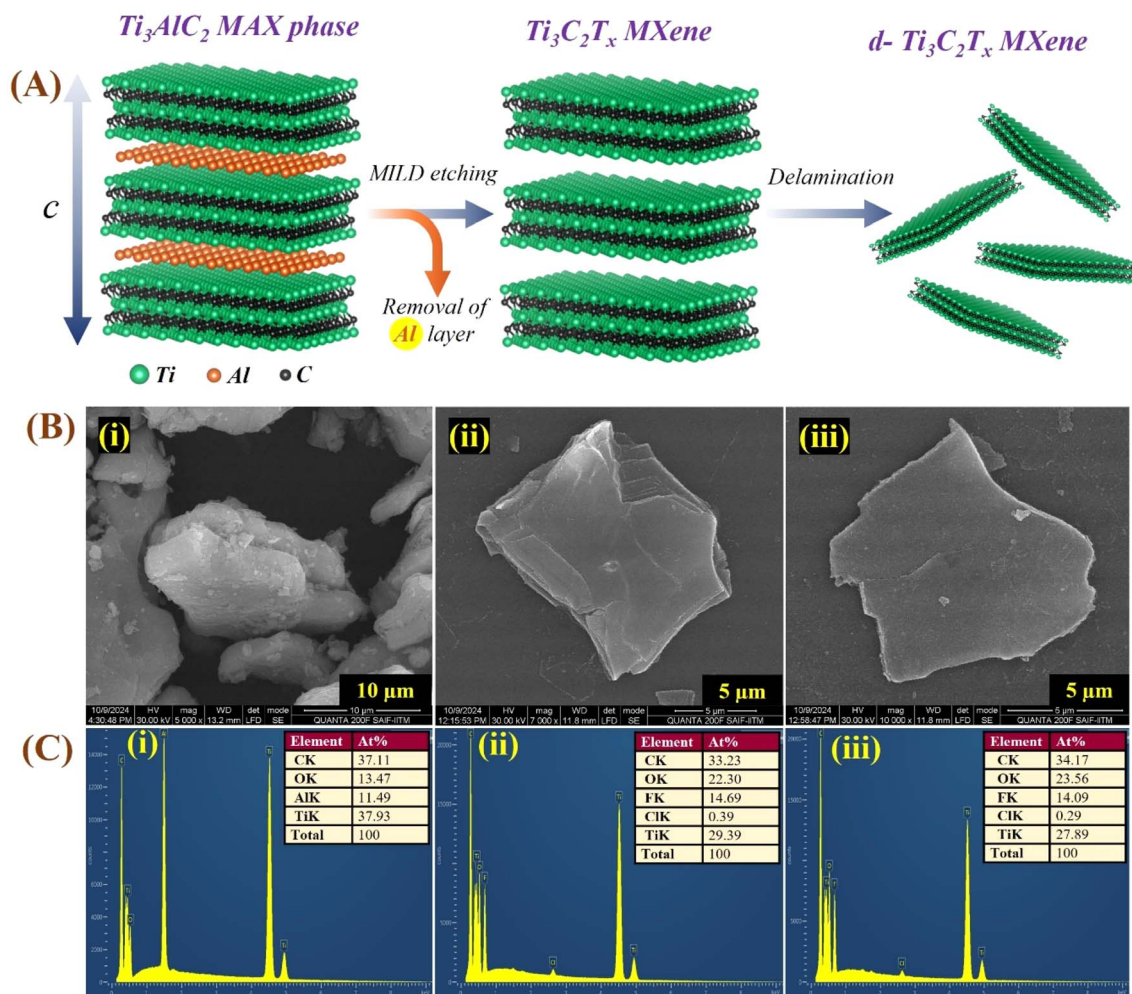 Ti₃AlC₂ MAX phase
Ti₃C₂Tₓ MXene
d- Ti₃C₂Tₓ MXene
(A)
c
MILD etching
Delamination
Removal of
Al layer
Ti Al C
(B)
(i)
10 µm
10/9/2024 HV mag WD det mode 10 µm
4:30:48 PM 30.00 kV 5 000 x 13.2 mm LFD SE QUANTA 200F SAIF-IITM
(ii)
5 µm
10/9/2024 HV mag WD det mode 5 µm
12:15:53 PM 30.00 kV 7 000 x 11.8 mm LFD SE QUANTA 200F SAIF-IITM
(iii)
5 µm
10/9/2024 HV mag WD det mode 5 µm
12:58:47 PM 30.00 kV 10 000 x 11.8 mm LFD SE QUANTA 200F SAIF-IITM
(C)
(i)
Element At%
CK 37.11
OK 13.47
AlK 11.49
TiK 37.93
Total 100
(ii)
Element At%
CK 33.23
OK 22.30
FK 14.69
ClK 0.39
TiK 29.39
Total 100
(iii)
Element At%
CK 34.17
OK 23.56
FK 14.09
ClK 0.29
TiK 27.89
Total 100